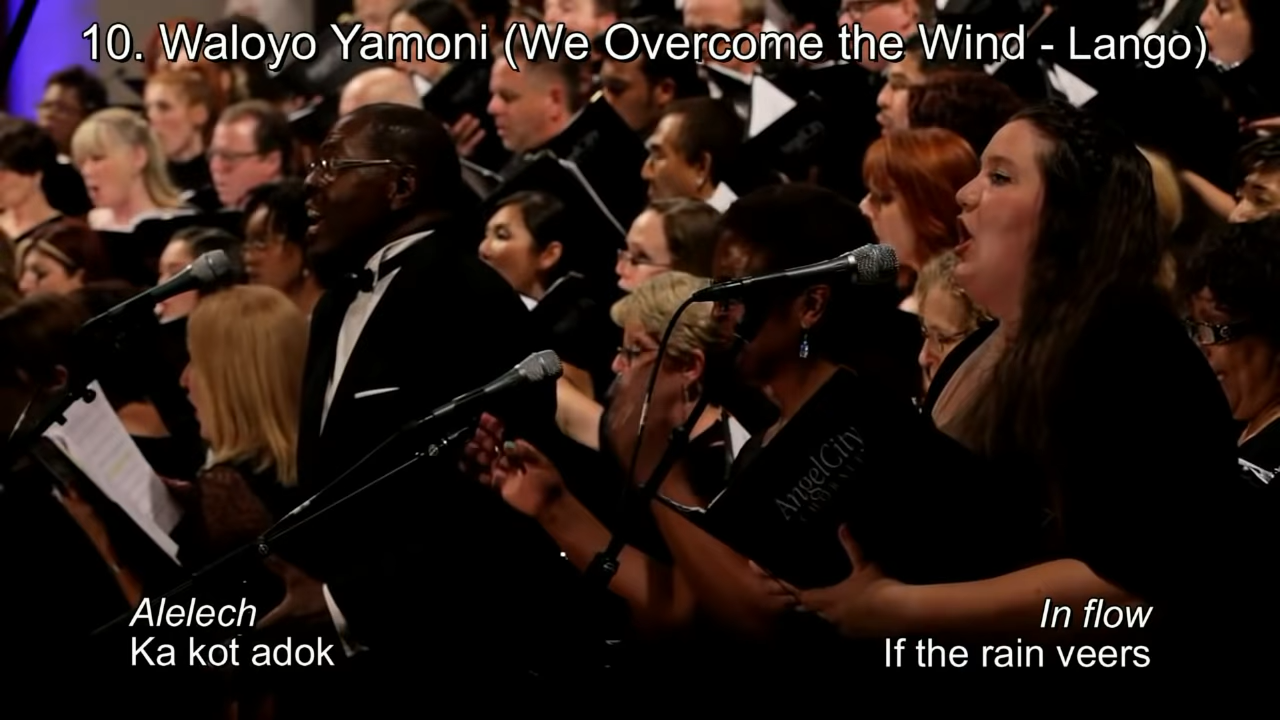 10. Waloyo Yamoni (We Overcome the Wind - Lango)
AngelCity
CHORALE
Alelech
In flow
Ka kot adok
If the rain veers